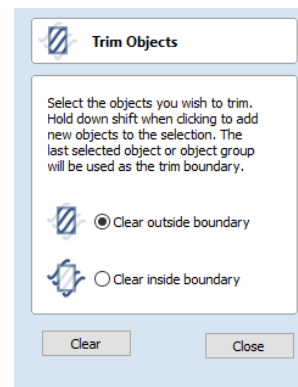 Trim Objects
Select the objects you wish to trim.
Hold down shift when clicking to add
new objects to the selection. The
last selected object or object group
will be used as the trim boundary.
Clear outside boundary
Clear inside boundary
Clear
Close